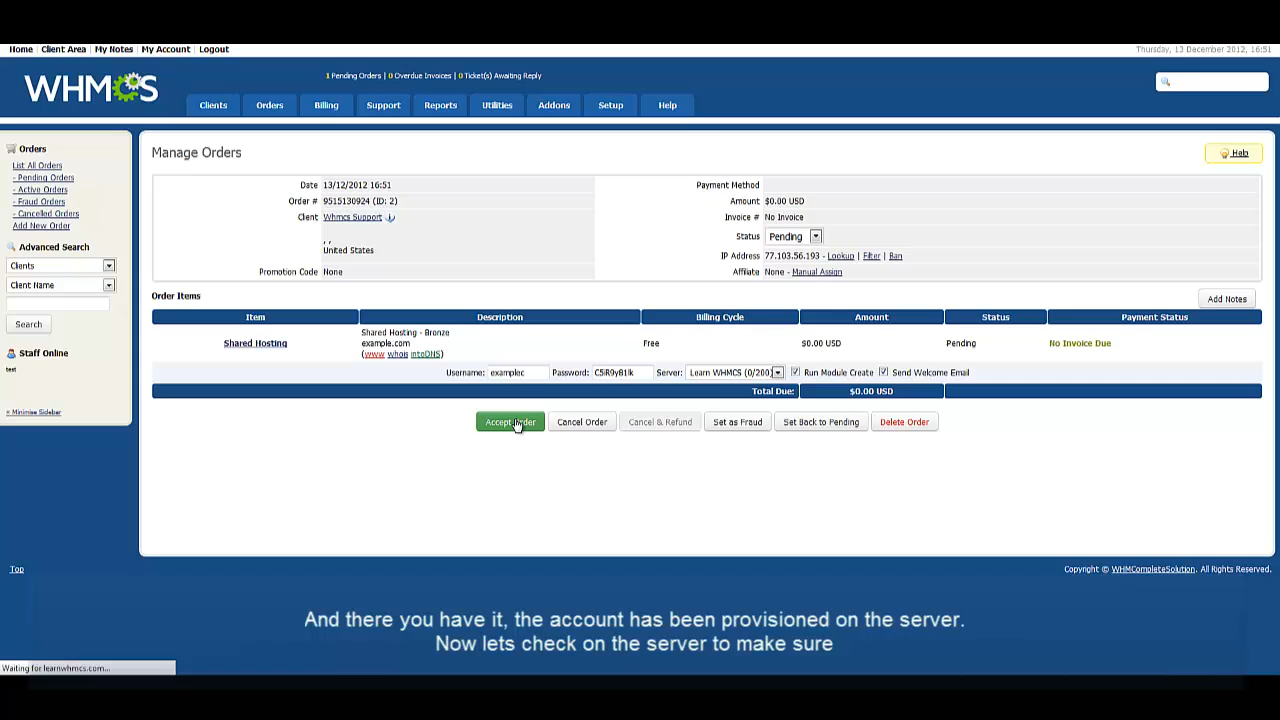 Home | Client Area | My Notes | My Account | Logout
Thursday, 13 December 2012, 16:51
WHMCS
1 Pending Orders | 0 Overdue Invoices | 0 Ticket(s) Awaiting Reply
Clients Orders Billing Support Reports Utilities Addons Setup Help
Orders
List All Orders
- Pending Orders
- Active Orders
- Fraud Orders
- Cancelled Orders
Add New Order
Advanced Search
Clients
Client Name
Search
Staff Online
test
« Minimise Sidebar
Manage Orders
Help
Date 13/12/2012 16:51
Payment Method
Order # 9515130924 (ID: 2)
Amount $0.00 USD
Client Whmcs Support
Invoice # No Invoice
, ,
United States
Status Pending
IP Address 77.103.56.193 - Lookup | Filter | Ban
Promotion Code None
Affiliate None - Manual Assign
Order Items
Add Notes
Item Description Billing Cycle Amount Status Payment Status
Shared Hosting - Bronze
Shared Hosting example.com Free $0.00 USD Pending No Invoice Due
(www whois intoDNS)
Username: examplec Password: C5iR9y81lk Server: Learn WHMCS (0/200) Run Module Create Send Welcome Email
Total Due: $0.00 USD
Accept Order Cancel Order Cancel & Refund Set as Fraud Set Back to Pending Delete Order
Top
Copyright © WHMCompleteSolution. All Rights Reserved.
And there you have it, the account has been provisioned on the server.
Now lets check on the server to make sure
Waiting for learnwhmcs.com...